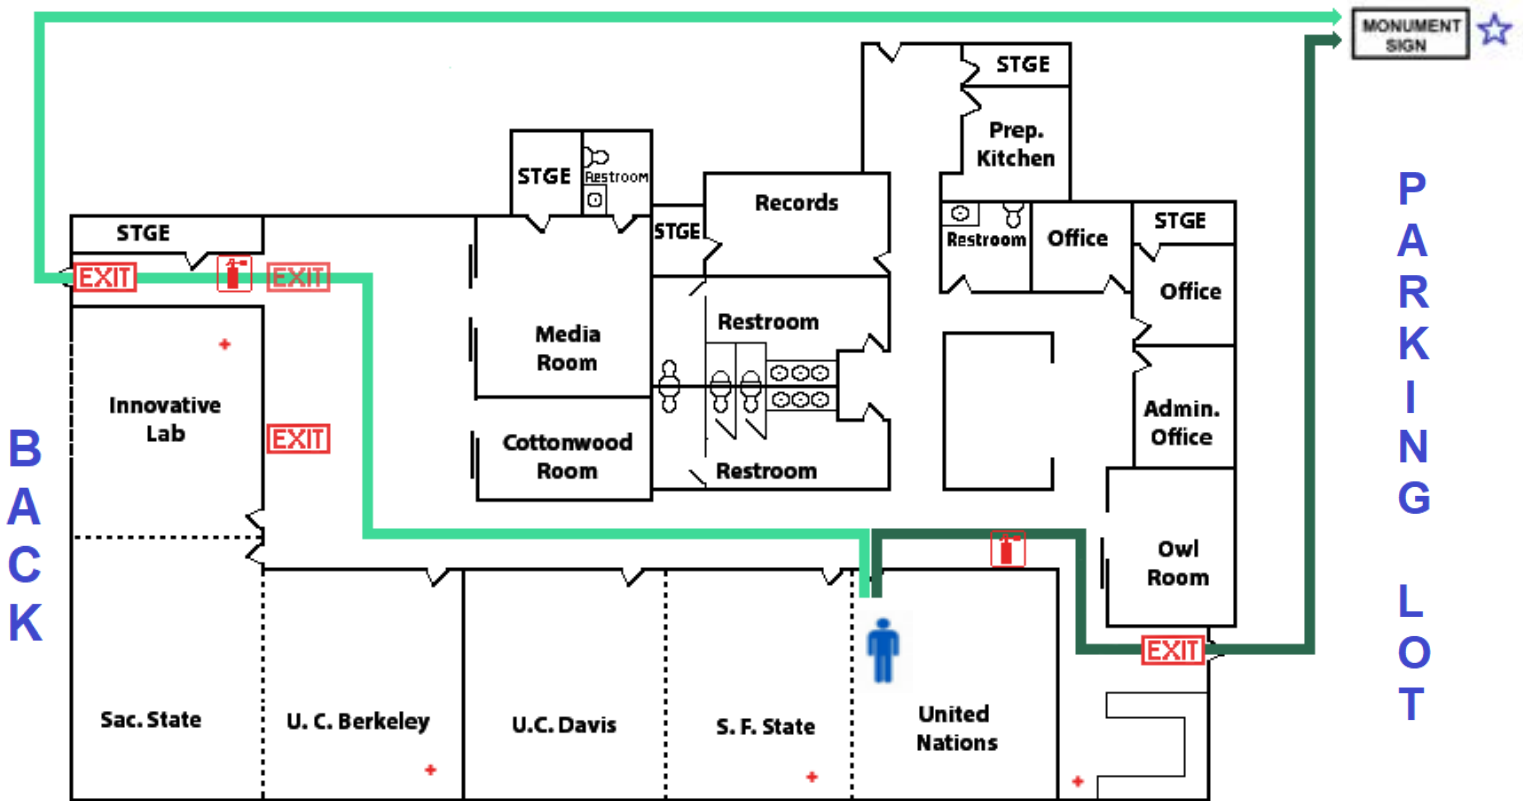 MONUMENT
SIGN
STGE
Prep.
Kitchen
STGE
Restroom
Records
STGE
STGE
Restroom
Office
STGE
EXIT
EXIT
Office
Restroom
Media
Room
Innovative
Lab
EXIT
Cottonwood
Room
Restroom
Admin.
Office
Owl
Room
EXIT
Sac. State
U. C. Berkeley
U.C. Davis
S. F. State
United
Nations
B
A
C
K
P
A
R
K
I
N
G
L
O
T